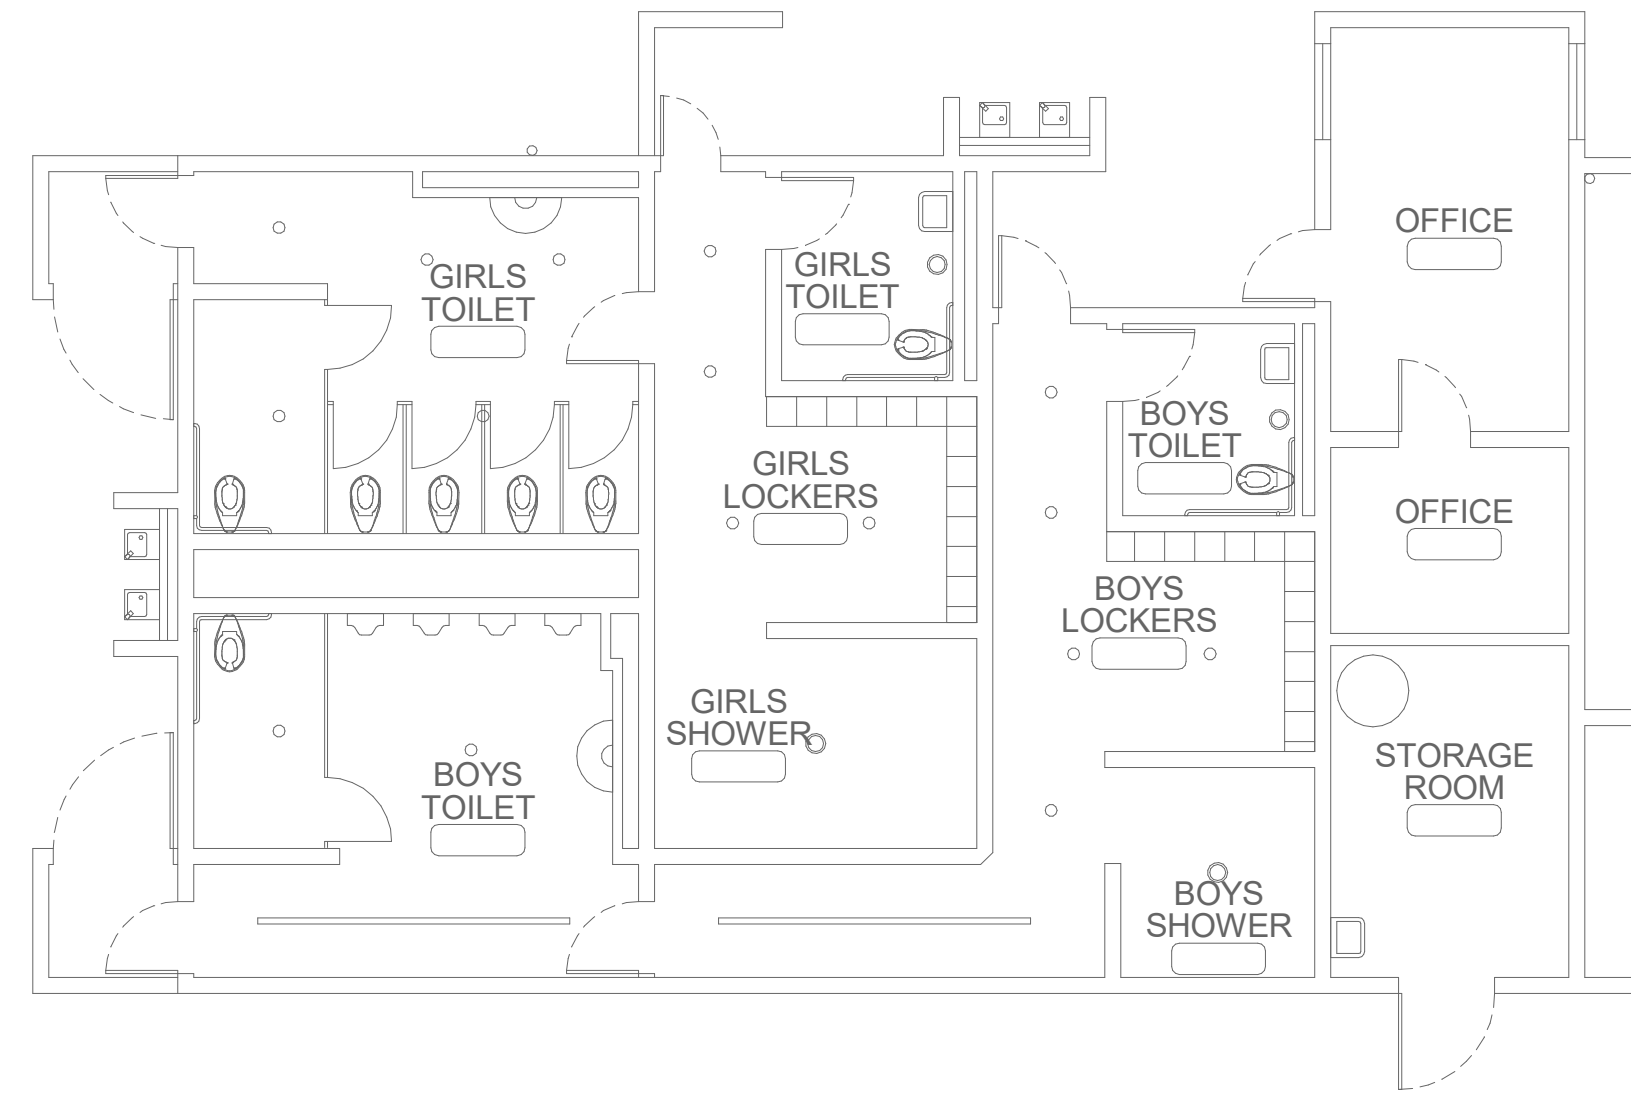 OFFICE
GIRLS
TOILET
GIRLS
TOILET
BOYS
TOILET
GIRLS
LOCKERS
OFFICE
BOYS
LOCKERS
GIRLS
SHOWER
STORAGE
ROOM
BOYS
TOILET
BOYS
SHOWER